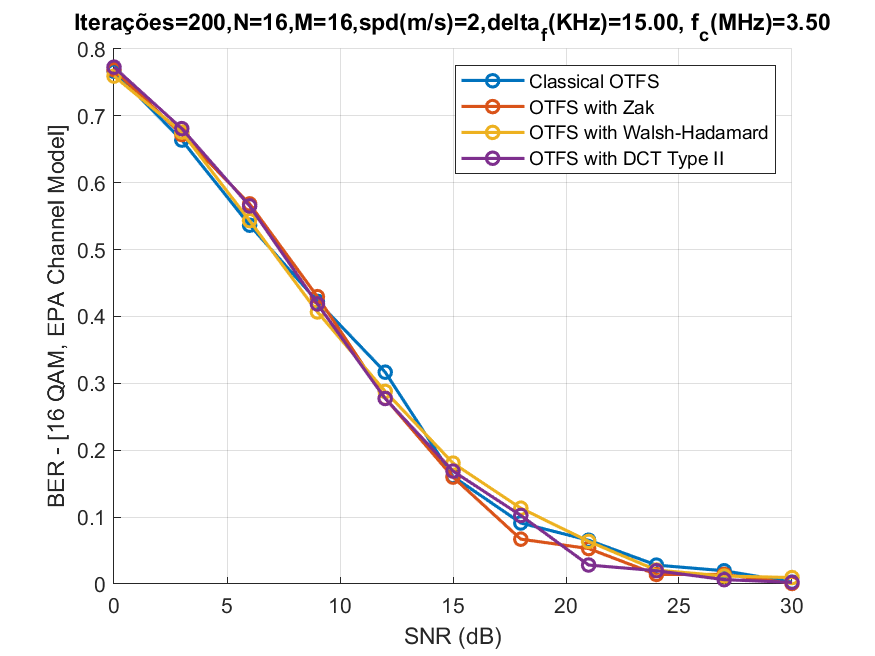 Iterações=200,N=16,M=16,spd(m/s)=2,delta_f(KHz)=15.00, f_c(MHz)=3.50
0.8
0.7
0.6
0.5
0.4
0.3
0.2
0.1
0
BER - [16 QAM, EPA Channel Model]
Classical OTFS
OTFS with Zak
OTFS with Walsh-Hadamard
OTFS with DCT Type II
0 5 10 15 20 25 30
SNR (dB)